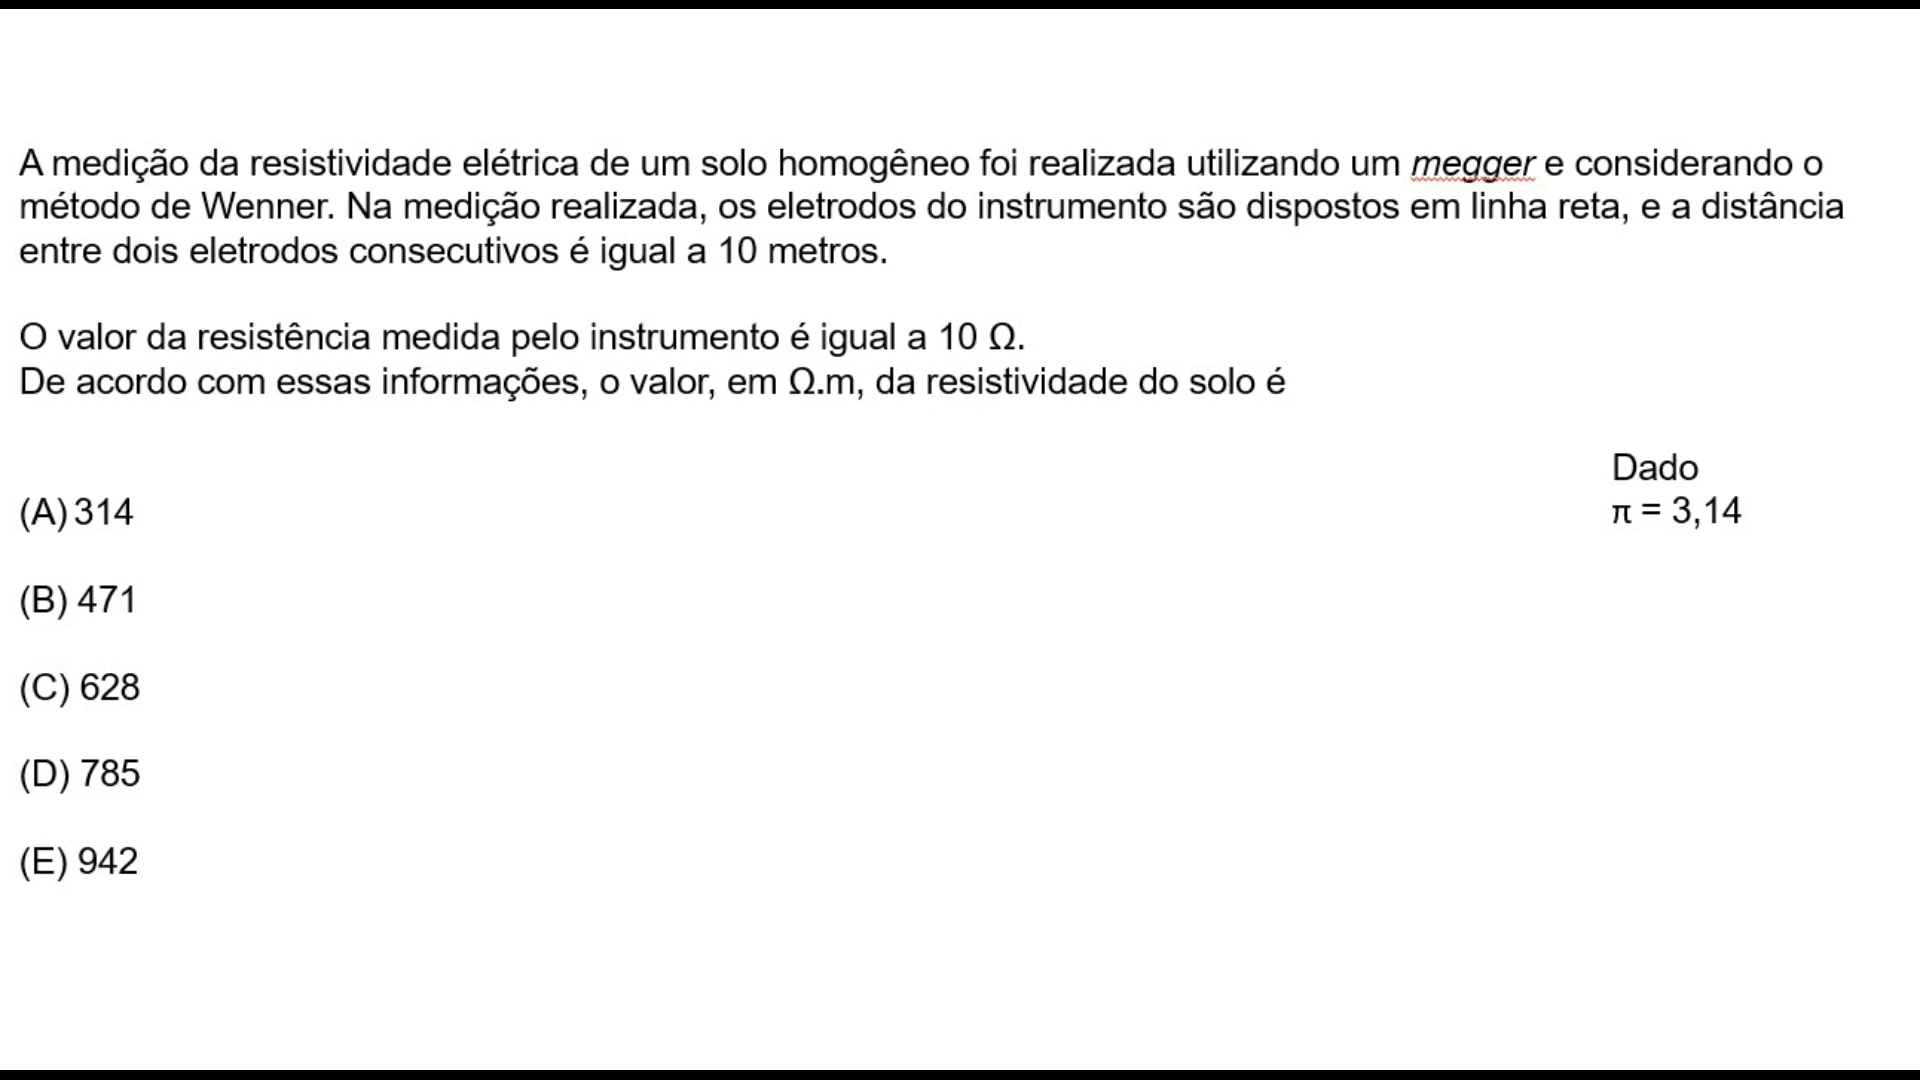 A medição da resistividade elétrica de um solo homogêneo foi realizada utilizando um megger e considerando o
método de Wenner. Na medição realizada, os eletrodos do instrumento são dispostos em linha reta, e a distância
entre dois eletrodos consecutivos é igual a 10 metros.
O valor da resistência medida pelo instrumento é igual a 10 Ω.
De acordo com essas informações, o valor, em Ω.m, da resistividade do solo é
Dado
π = 3,14
(A) 314
(B) 471
(C) 628
(D) 785
(E) 942